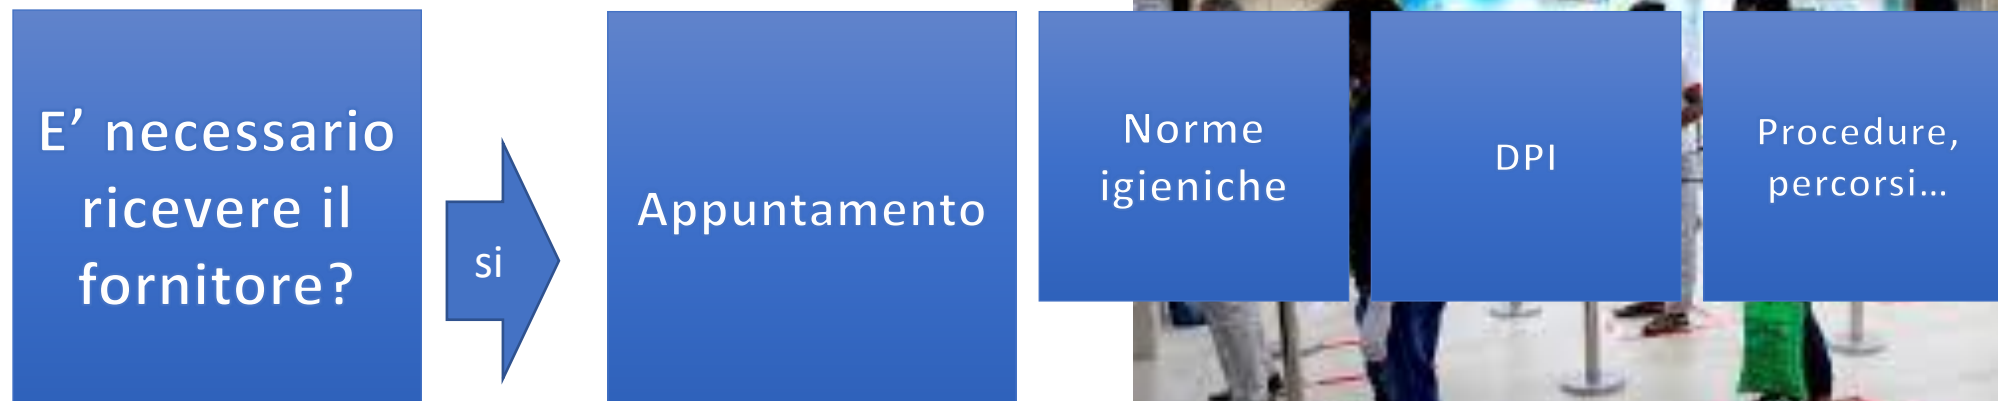 E’ necessario
ricevere il
fornitore?
si
Appuntamento
Norme
igieniche
DPI
Procedure,
percorsi…